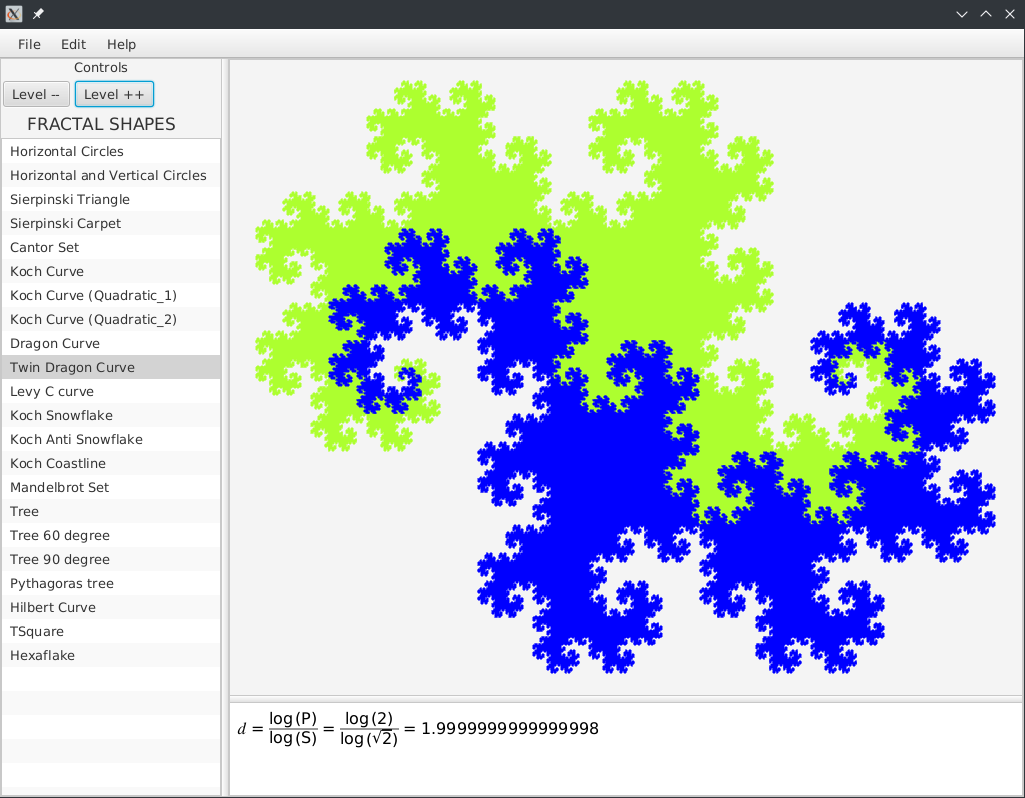 File Edit Help
Controls
Level -- Level ++
FRACTAL SHAPES
Horizontal Circles
Horizontal and Vertical Circles
Sierpinski Triangle
Sierpinski Carpet
Cantor Set
Koch Curve
Koch Curve (Quadratic_1)
Koch Curve (Quadratic_2)
Dragon Curve
Twin Dragon Curve
Levy C curve
Koch Snowflake
Koch Anti Snowflake
Koch Coastline
Mandelbrot Set
Tree
Tree 60 degree
Tree 90 degree
Pythagoras tree
Hilbert Curve
TSquare
Hexaflake
d = log(P)/log(S) = log(2)/log(√2) = 1.9999999999999998